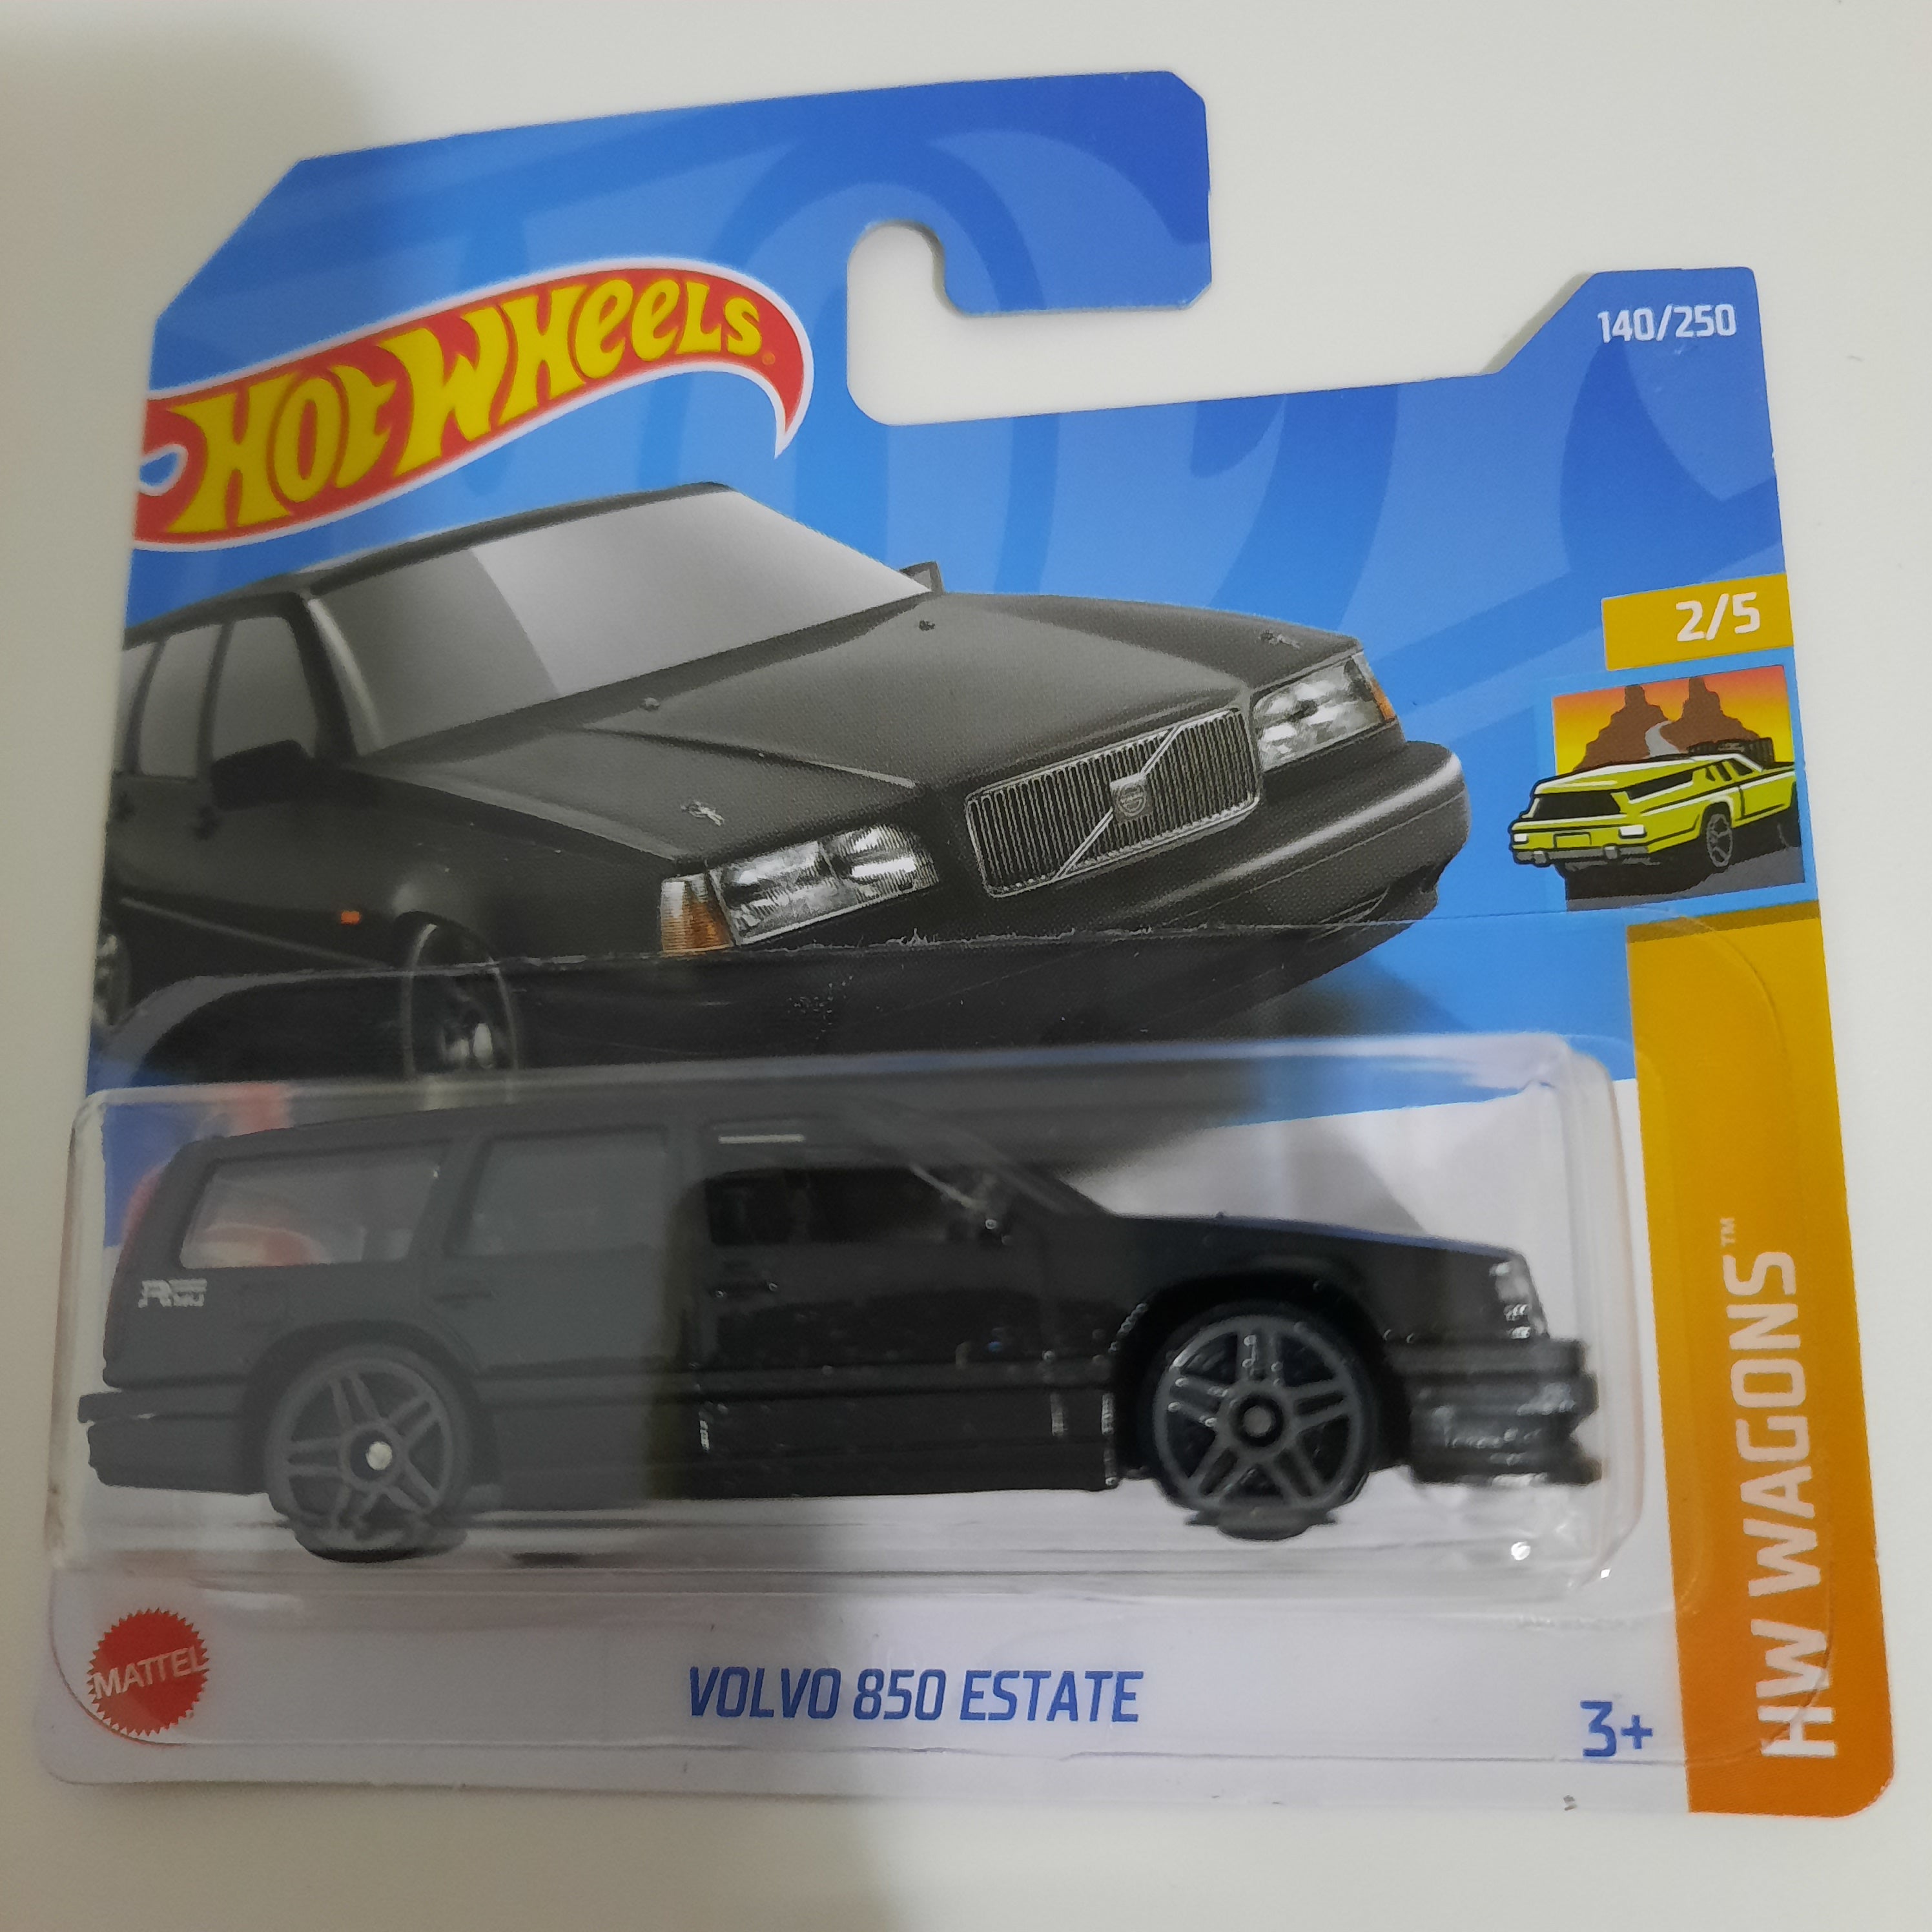 HOT WHEELS
140/250
2/5
HW WAGONS™
MATTEL
VOLVO 850 ESTATE
3+